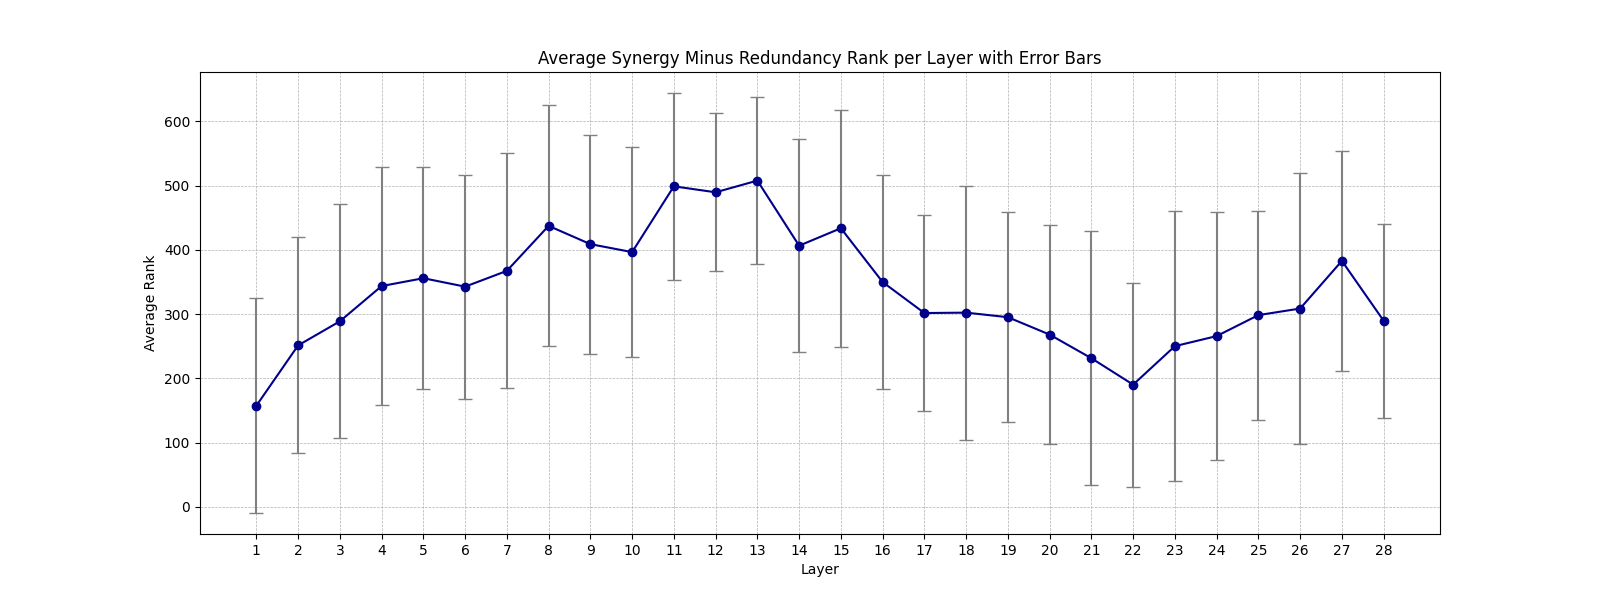 Average Synergy Minus Redundancy Rank per Layer with Error Bars
600
500
400
300
200
100
0
Average Rank
1 2 3 4 5 6 7 8 9 10 11 12 13 14 15 16 17 18 19 20 21 22 23 24 25 26 27 28
Layer